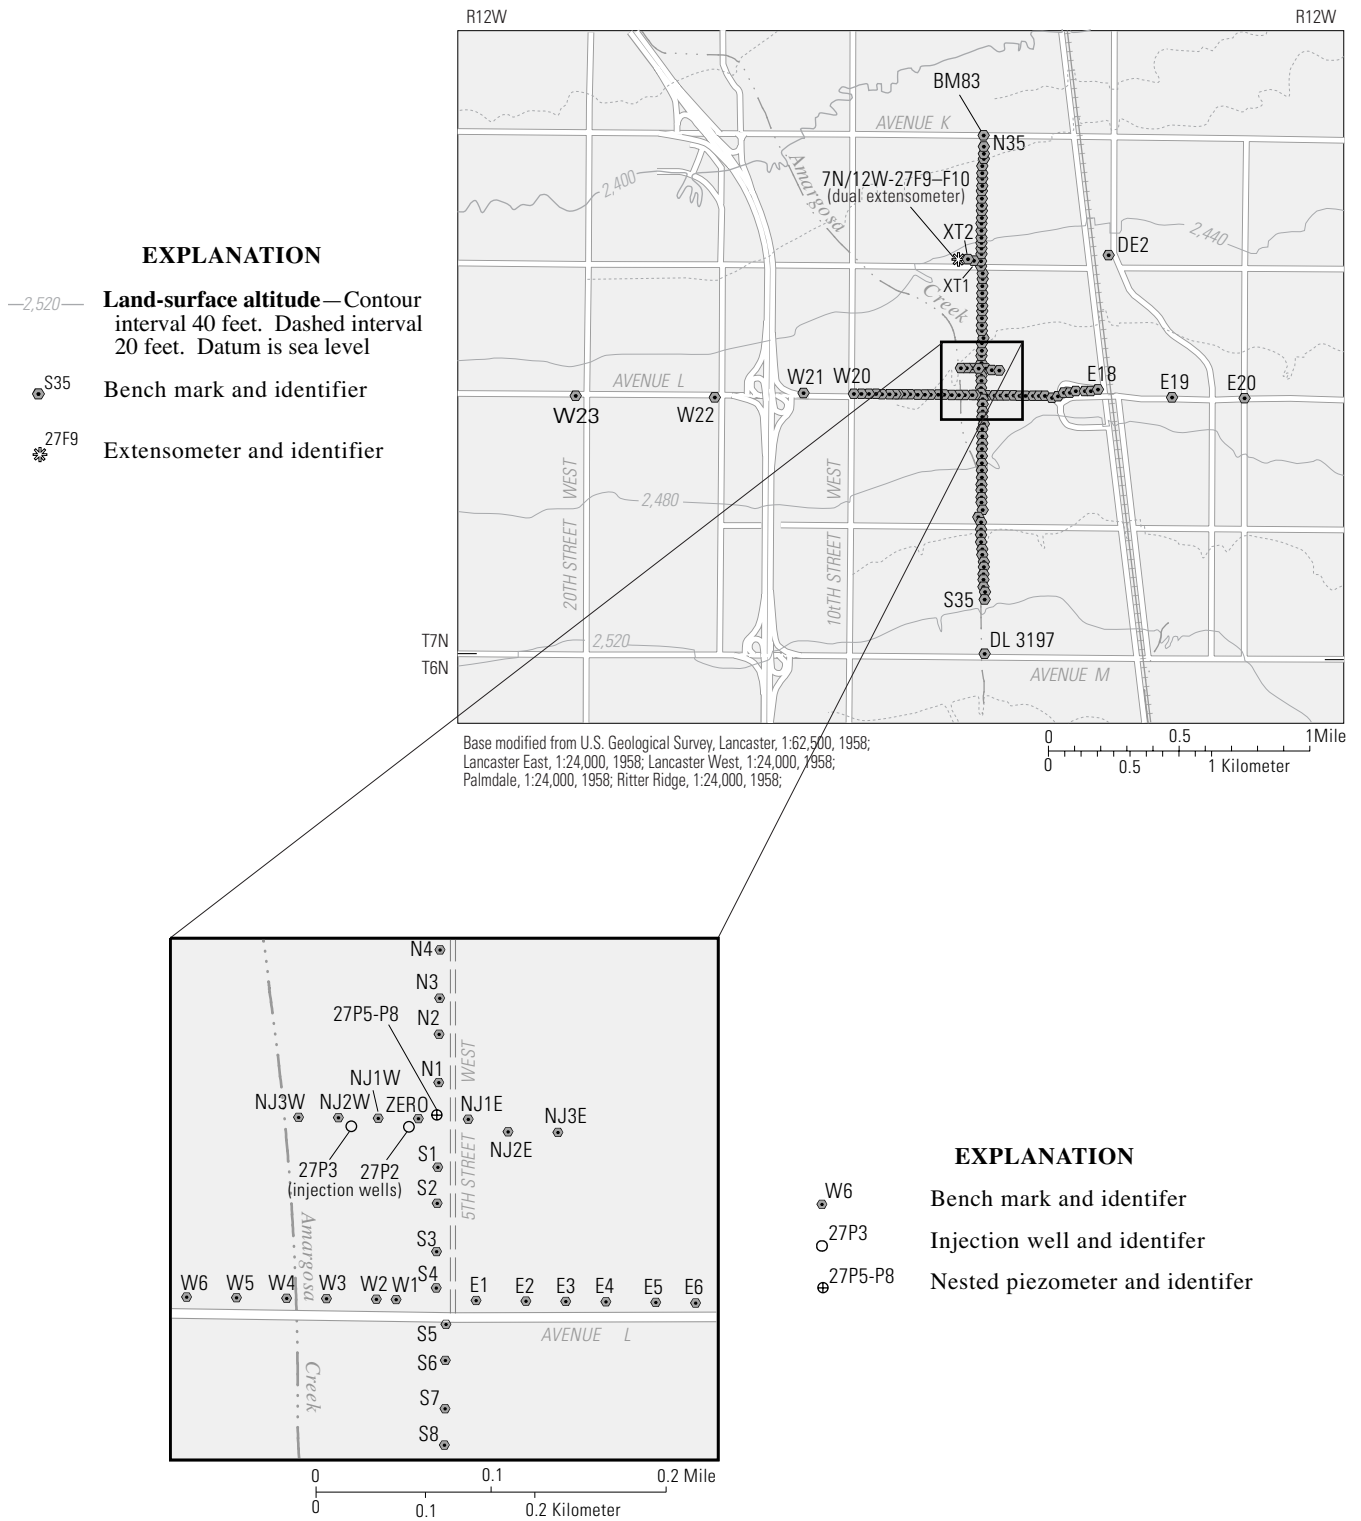 R12W
R12W
BM83
AVENUE K
N35
Amargosa
7N/12W-27F9–F10
(dual extensometer)
2,400
XT2
2,440
DE2
XT1
Creek
EXPLANATION
2,520
Land-surface altitude—Contour
interval 40 feet. Dashed interval
20 feet. Datum is sea level
S35
Bench mark and identifier
27F9
Extensometer and identifier
AVENUE L
W21
W20
E18
E19
E20
W23
W22
20TH STREET WEST
10tTH STREET WEST
2,480
S35
T7N
T6N
2,520
DL 3197
AVENUE M
Base modified from U.S. Geological Survey, Lancaster, 1:62,500, 1958;
Lancaster East, 1:24,000, 1958; Lancaster West, 1:24,000, 1958;
Palmdale, 1:24,000, 1958; Ritter Ridge, 1:24,000, 1958;
0 0.5 1Mile
0 0.5 1 Kilometer
N4
N3
27P5-P8
N2
5TH STREET WEST
N1
NJ1W
NJ3W
NJ2W
ZERO
NJ1E
NJ3E
NJ2E
S1
27P3
27P2
(injection wells)
S2
Amargosa
S3
S4
W6
W5
W4
W3
W2
W1
E1
E2
E3
E4
E5
E6
S5
AVENUE L
S6
Creek
S7
S8
0 0.1 0.2 Mile
0 0.1 0.2 Kilometer
EXPLANATION
W6
Bench mark and identifer
27P3
Injection well and identifer
27P5-P8
Nested piezometer and identifer